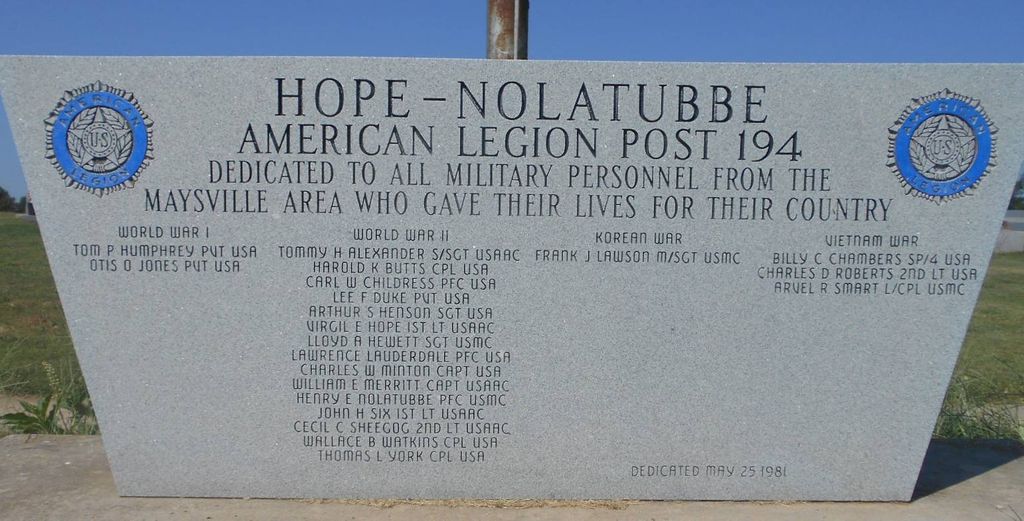 HOPE-NOLATUBBE
AMERICAN LEGION POST 194
DEDICATED TO ALL MILITARY PERSONNEL FROM THE
MAYSVILLE AREA WHO GAVE THEIR LIVES FOR THEIR COUNTRY
AMERICAN
US
LEGION
AMERICAN
US
LEGION
WORLD WAR I
TOM P HUMPHREY PVT USA
OTIS O JONES PVT USA
WORLD WAR II
TOMMY H ALEXANDER S/SGT USAAC
HAROLD K BUTTS CPL USA
CARL W CHILDRESS PFC USA
LEE F DUKE PVT USA
ARTHUR S HENSON SGT USA
VIRGIL E HOPE 1ST LT USAAC
LLOYD A HEWETT SGT USMC
LAWRENCE LAUDERDALE PFC USA
CHARLES W MINTON CAPT USA
WILLIAM E MERRITT CAPT USAAC
HENRY E NOLATUBBE PFC USMC
JOHN H SIX 1ST LT USAAC
CECIL C SHEEGOG 2ND LT USAAC
WALLACE B WATKINS CPL USA
THOMAS L YORK CPL USA
KOREAN WAR
FRANK J LAWSON M/SGT USMC
VIETNAM WAR
BILLY C CHAMBERS SP/4 USA
CHARLES D ROBERTS 2ND LT USA
ARVEL R SMART L/CPL USMC
DEDICATED MAY 25 1981